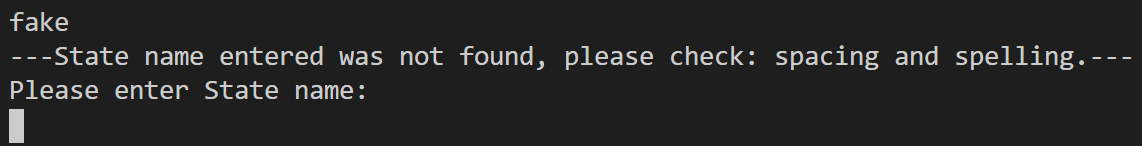 fake
---State name entered was not found, please check: spacing and spelling.---
Please enter State name: